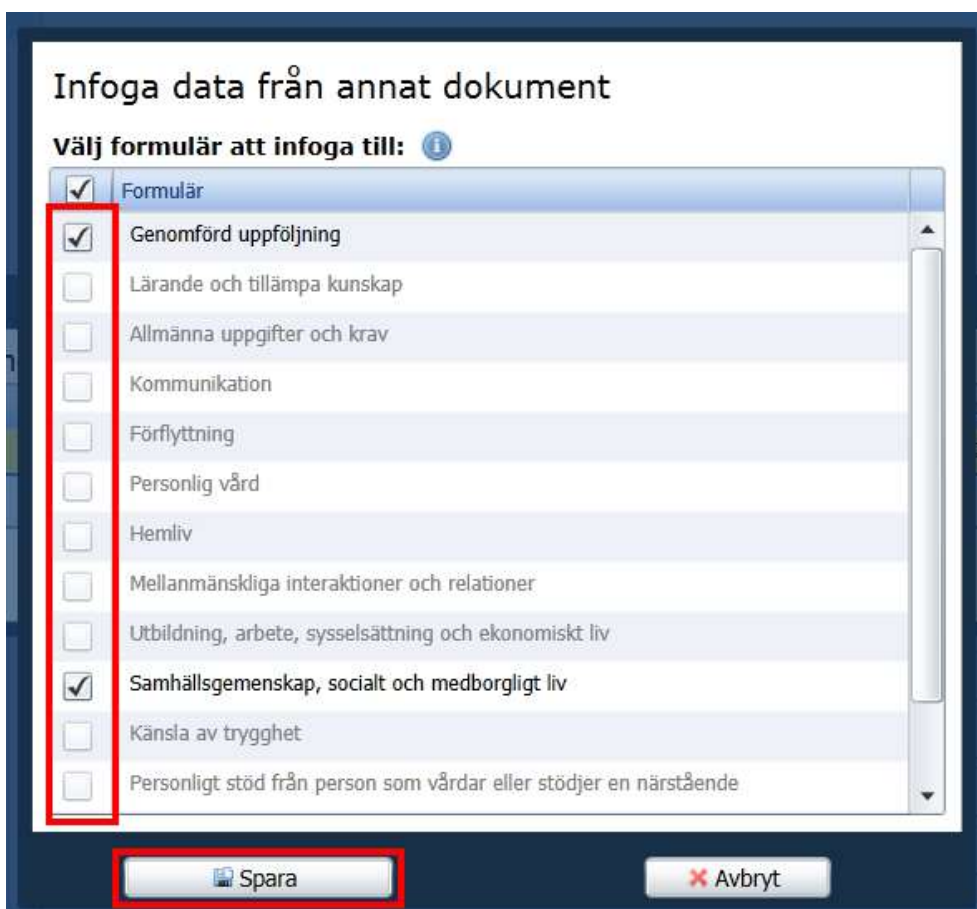 Infoga data från annat dokument
Välj formulär att infoga till:
Formulär
Genomförd uppföljning
Lärande och tillämpa kunskap
Allmänna uppgifter och krav
Kommunikation
Förflyttning
Personlig vård
Hemliv
Mellanmänskliga interaktioner och relationer
Utbildning, arbete, sysselsättning och ekonomiskt liv
Samhällsgemenskap, socialt och medborgligt liv
Känsla av trygghet
Personligt stöd från person som vårdar eller stödjer en närstående
Spara
Avbryt